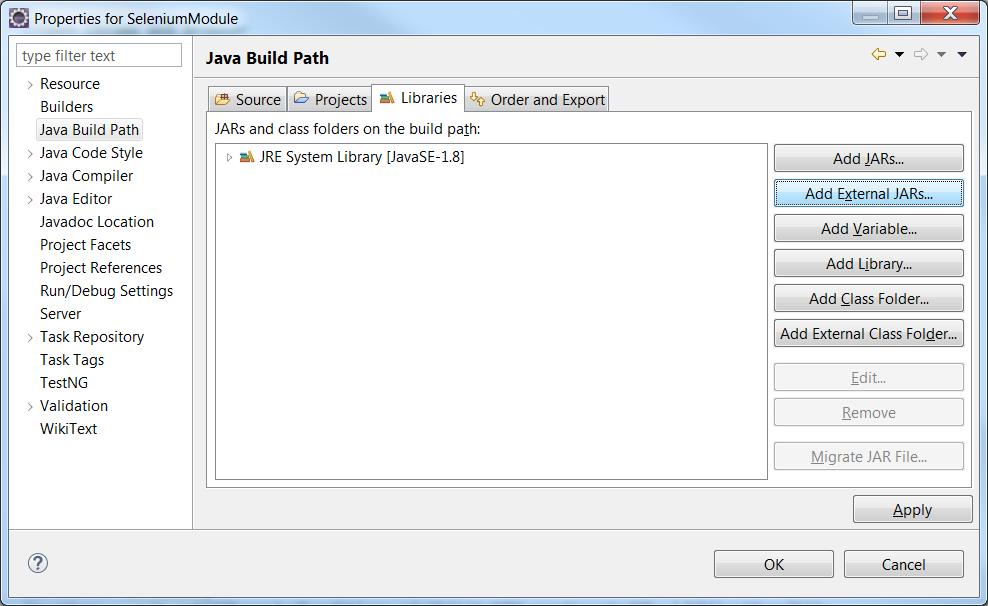 Properties for SeleniumModule
type filter text
Resource
Builders
Java Build Path
Java Code Style
Java Compiler
Java Editor
Javadoc Location
Project Facets
Project References
Run/Debug Settings
Server
Task Repository
Task Tags
TestNG
Validation
WikiText
Java Build Path
Source Projects Libraries Order and Export
JARs and class folders on the build path:
JRE System Library [JavaSE-1.8]
Add JARs...
Add External JARs...
Add Variable...
Add Library...
Add Class Folder...
Add External Class Folder...
Edit...
Remove
Migrate JAR File...
Apply
?
OK Cancel